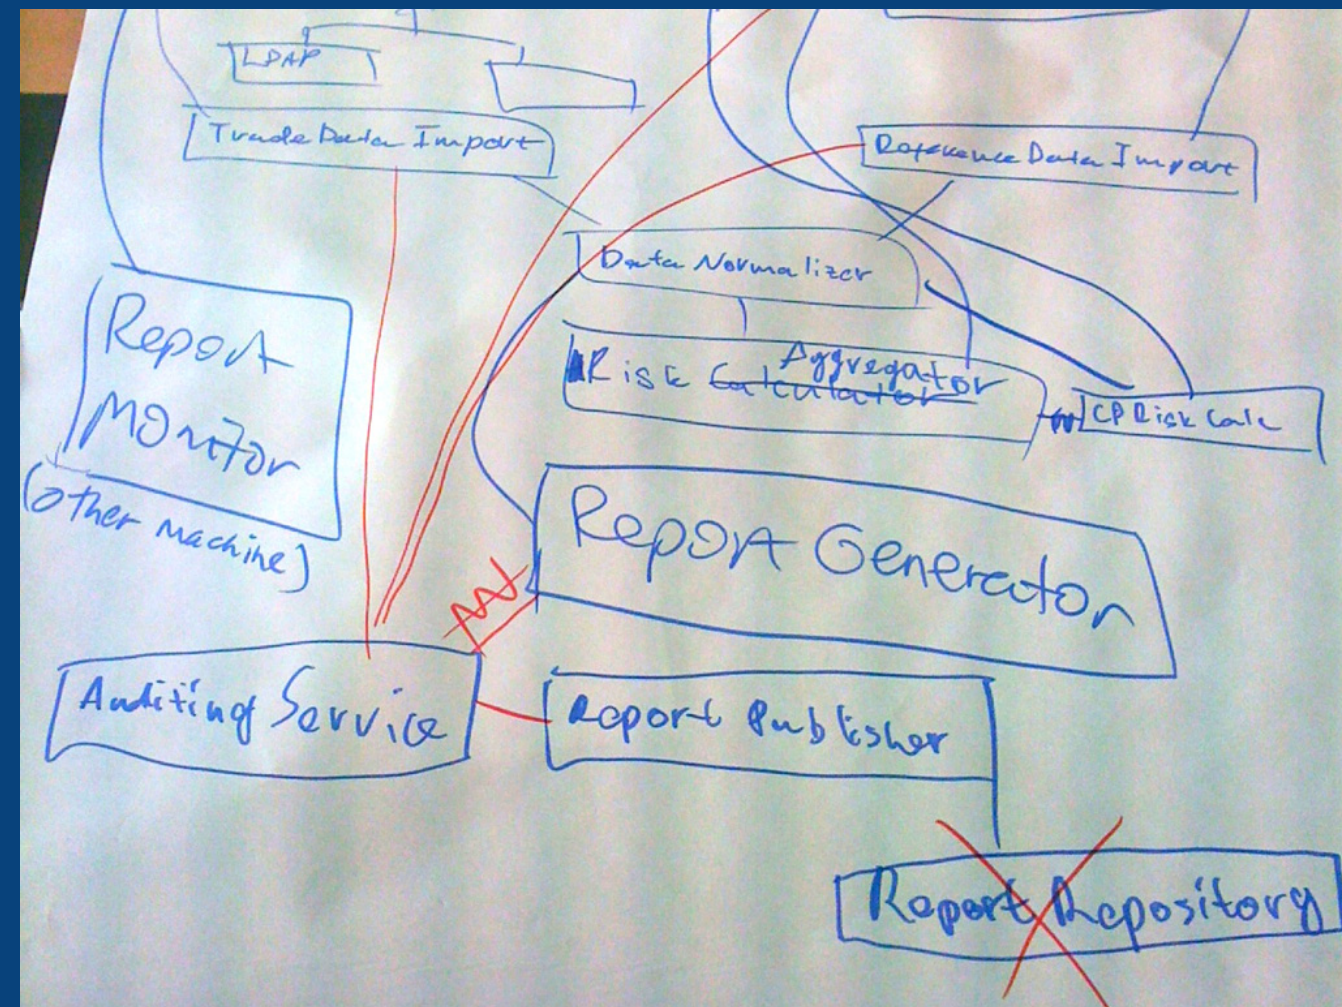 LDAP
Trade Data Import
Reference Data Import
Data Normalizer
Report
Monitor
(other machine)
Aggregator
Risk Calculator
CP Risk Calc
Report Generator
Auditing Service
Report Publisher
Report Repository